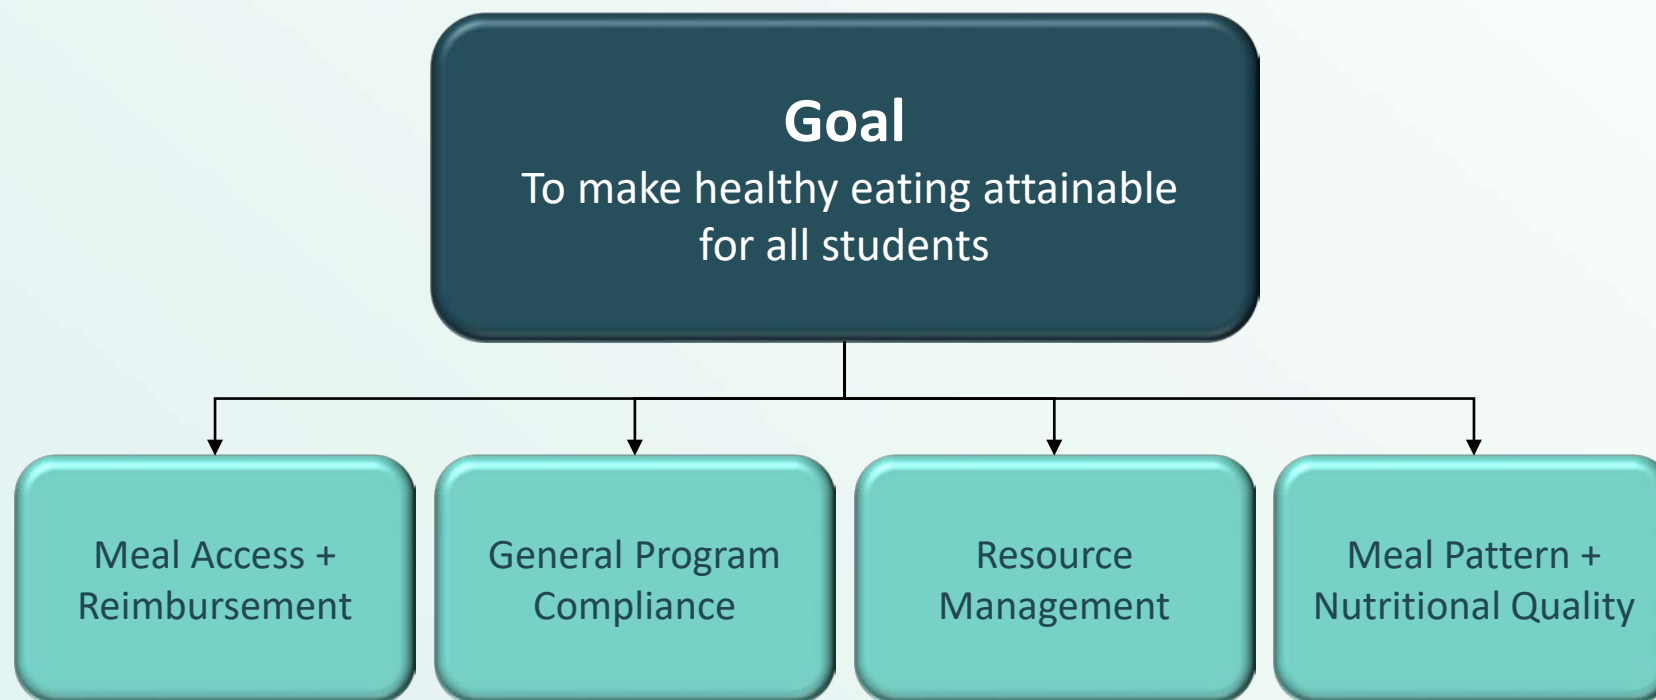 Goal
To make healthy eating attainable
for all students
Meal Access +
Reimbursement
General Program
Compliance
Resource
Management
Meal Pattern +
Nutritional Quality